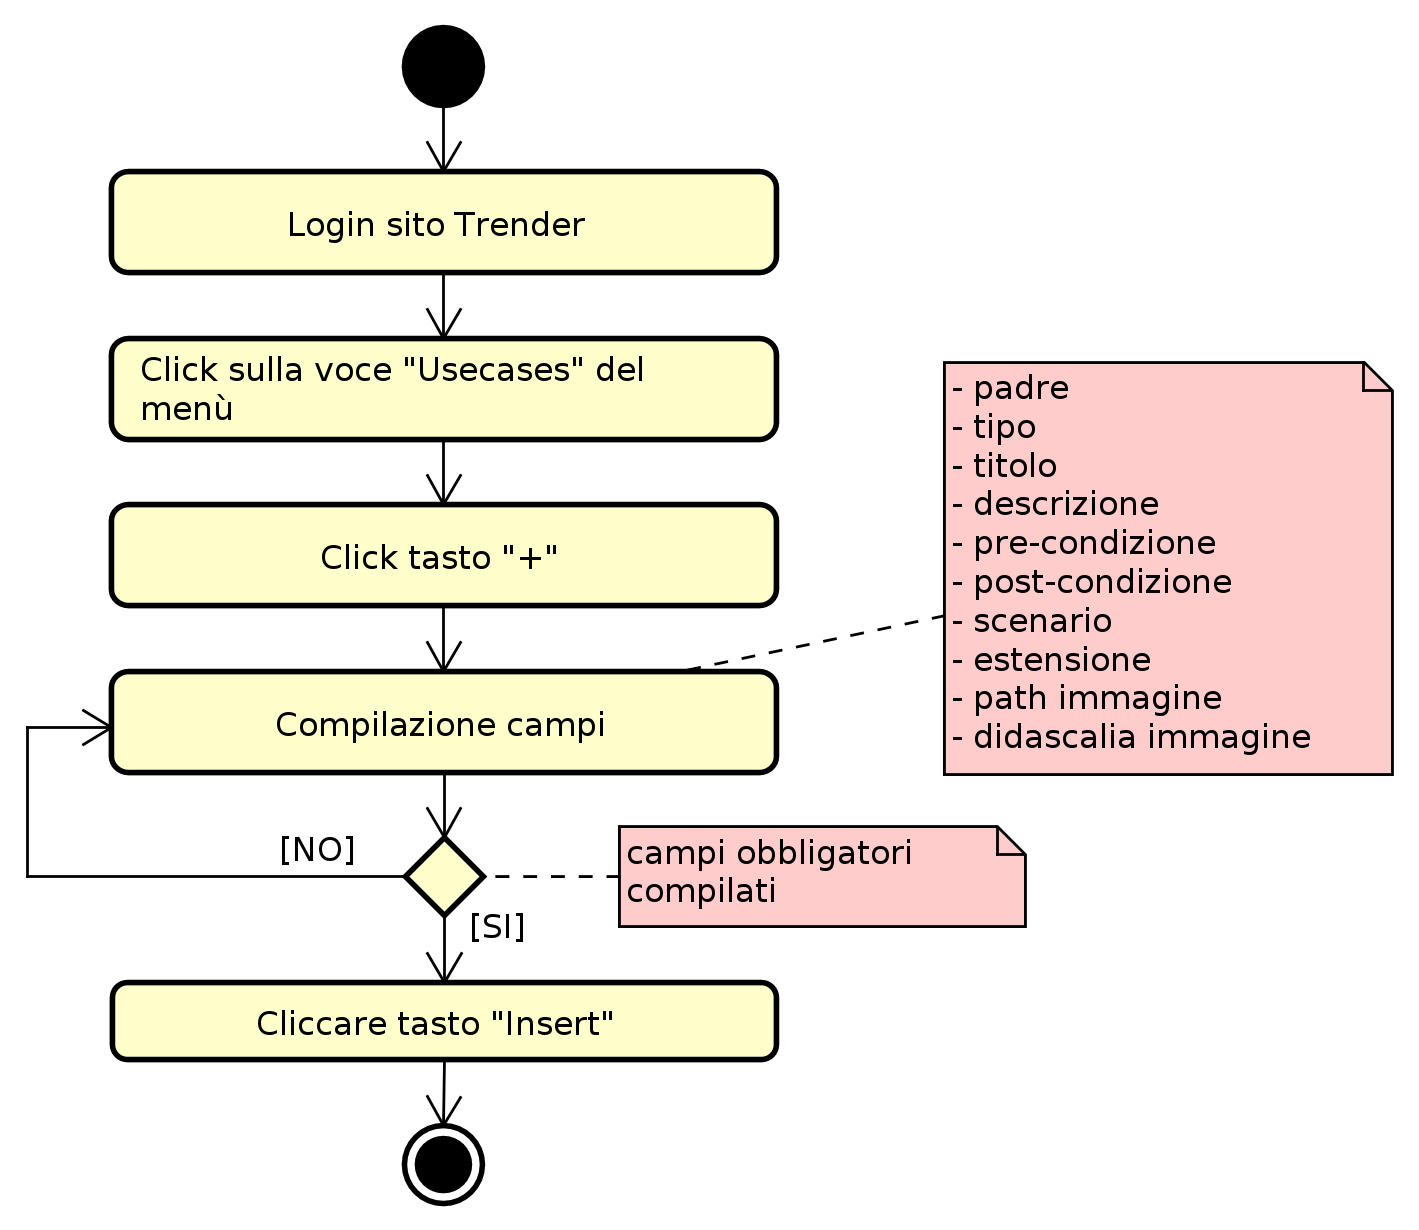 Login sito Trender
Click sulla voce "Usecases" del
menù
Click tasto "+"
- padre
- tipo
- titolo
- descrizione
- pre-condizione
- post-condizione
- scenario
- estensione
- path immagine
- didascalia immagine
Compilazione campi
[NO]
campi obbligatori
compilati
[SI]
Cliccare tasto "Insert"